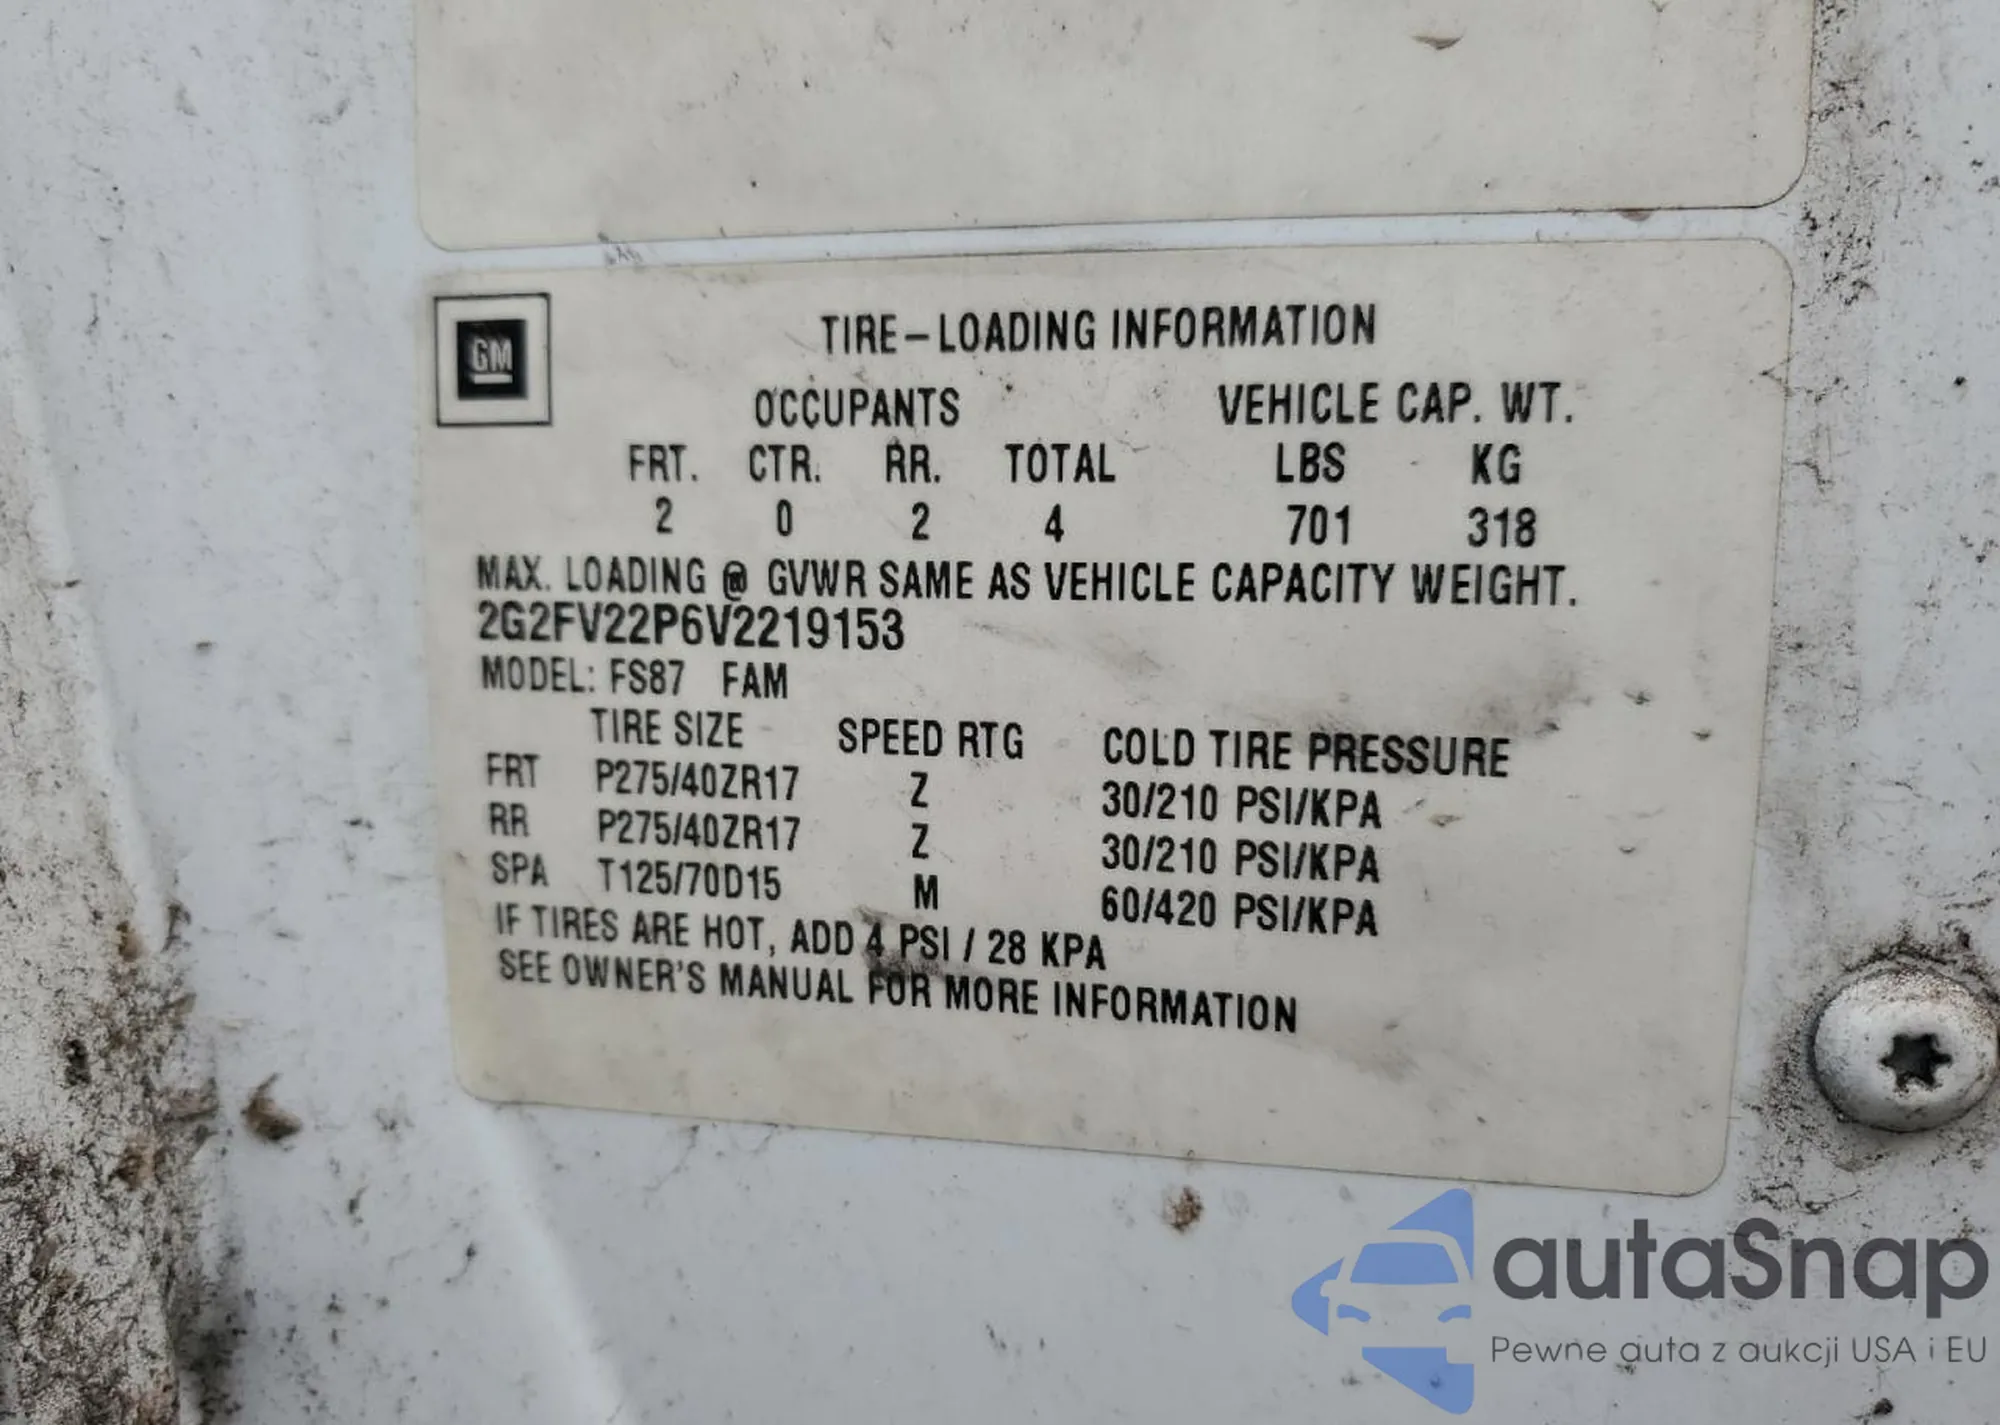 GM
TIRE-LOADING INFORMATION
OCCUPANTS VEHICLE CAP. WT.
FRT. CTR. RR. TOTAL LBS KG
2 0 2 4 701 318
MAX. LOADING @ GVWR SAME AS VEHICLE CAPACITY WEIGHT.
2G2FV22P6V2219153
MODEL: FS87 FAM
TIRE SIZE SPEED RTG COLD TIRE PRESSURE
FRT P275/40ZR17 Z 30/210 PSI/KPA
RR P275/40ZR17 Z 30/210 PSI/KPA
SPA T125/70D15 M 60/420 PSI/KPA
IF TIRES ARE HOT, ADD 4 PSI / 28 KPA
SEE OWNER'S MANUAL FOR MORE INFORMATION
autaSnap
Pewne auta z aukcji USA i EU